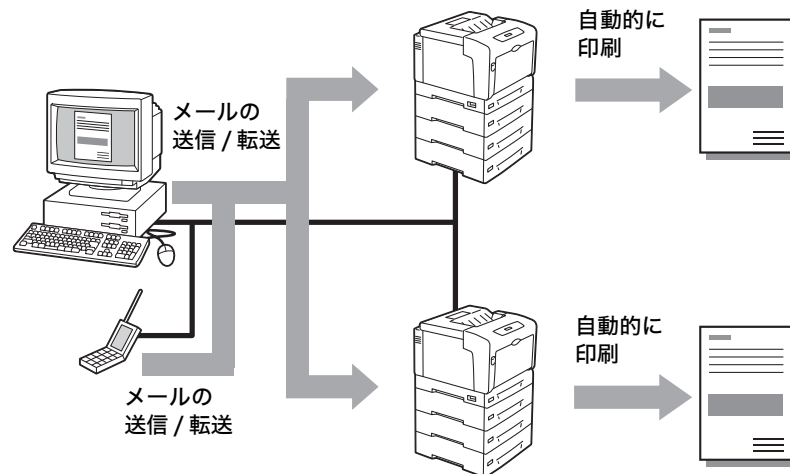 自動的に
印刷
メールの
送信 / 転送
自動的に
印刷
メールの
送信 / 転送